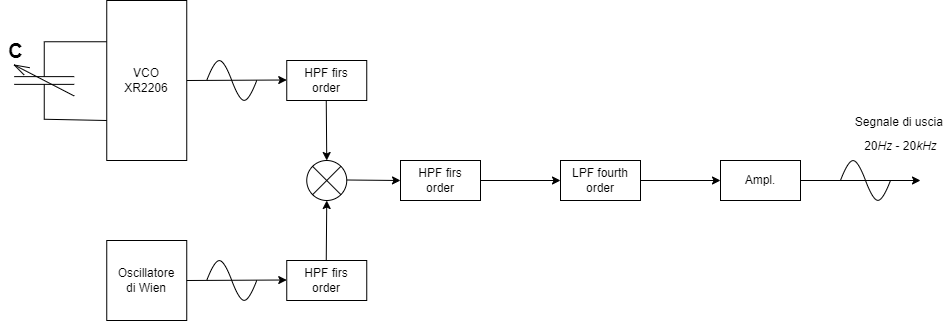 C
VCO
XR2206
HPF firs
order
Segnale di uscia
20Hz - 20kHz
HPF firs
order
LPF fourth
order
Ampl.
Oscillatore
di Wien
HPF firs
order